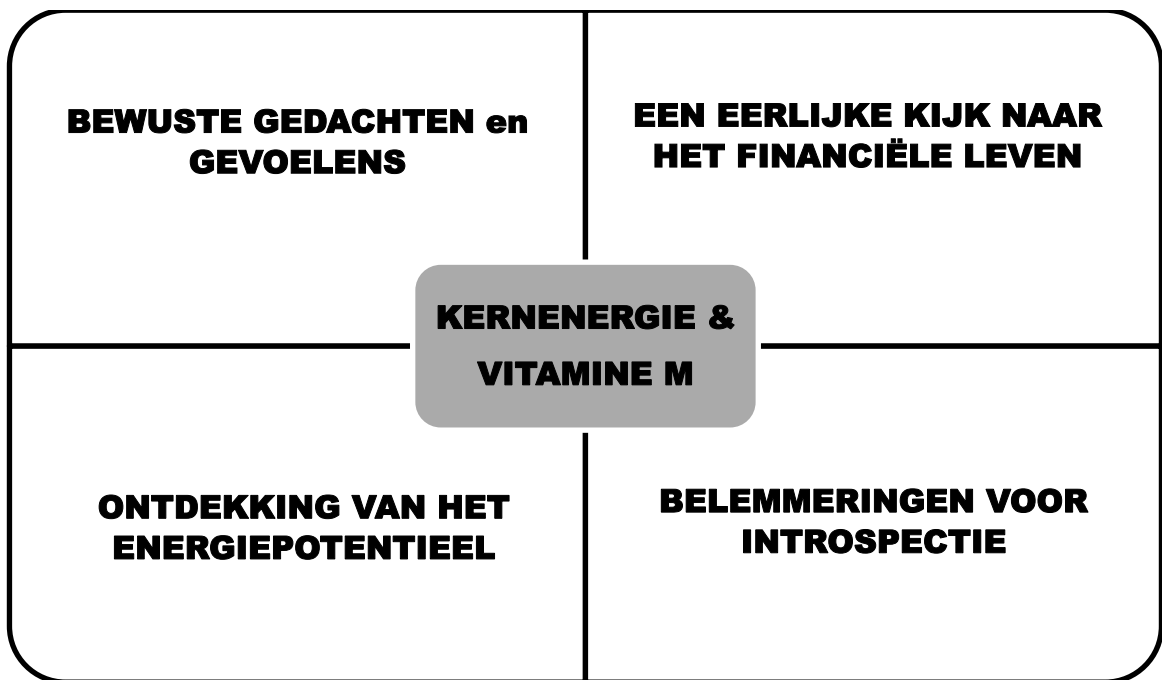 BEWUSTE GEDACHTEN en
GEVOELENS
EEN EERLIJKE KIJK NAAR
HET FINANCIËLE LEVEN
KERNENERGIE &
VITAMINE M
ONTDEKKING VAN HET
ENERGIEPOTENTIEEL
BELEMMERINGEN VOOR
INTROSPECTIE